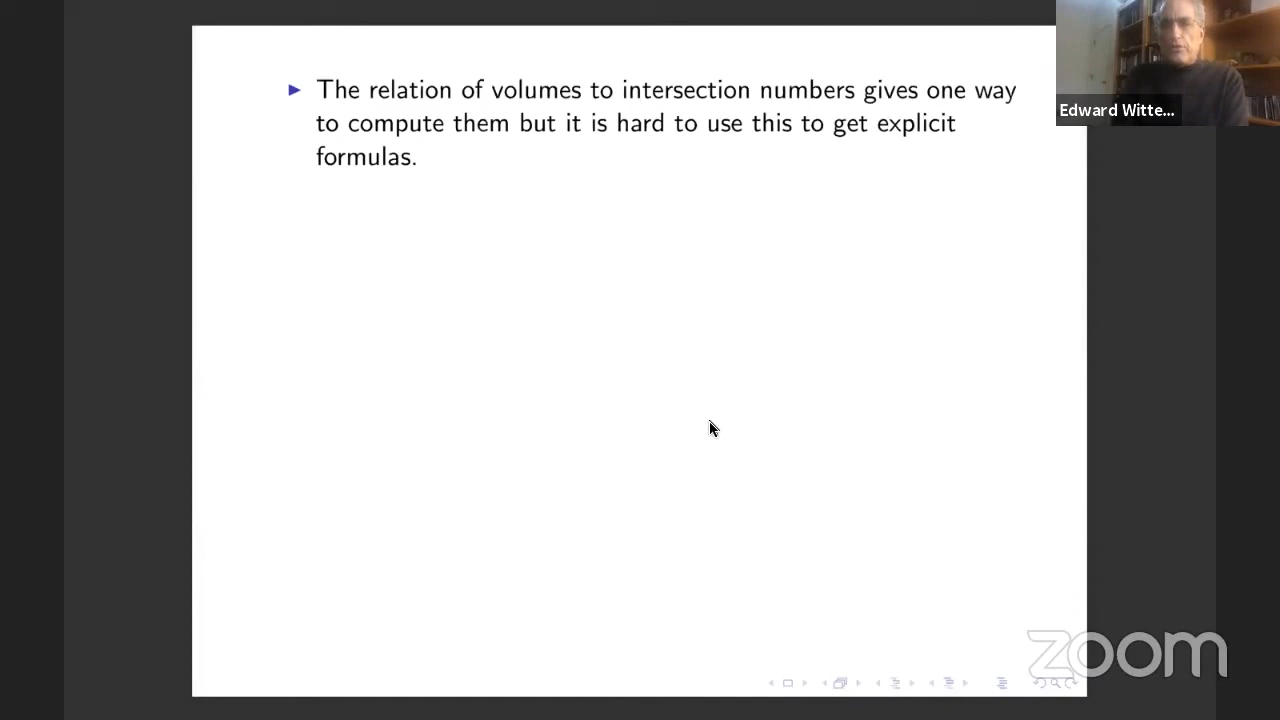 The relation of volumes to intersection numbers gives one way
to compute them but it is hard to use this to get explicit
formulas.
Edward Witte...
zoom